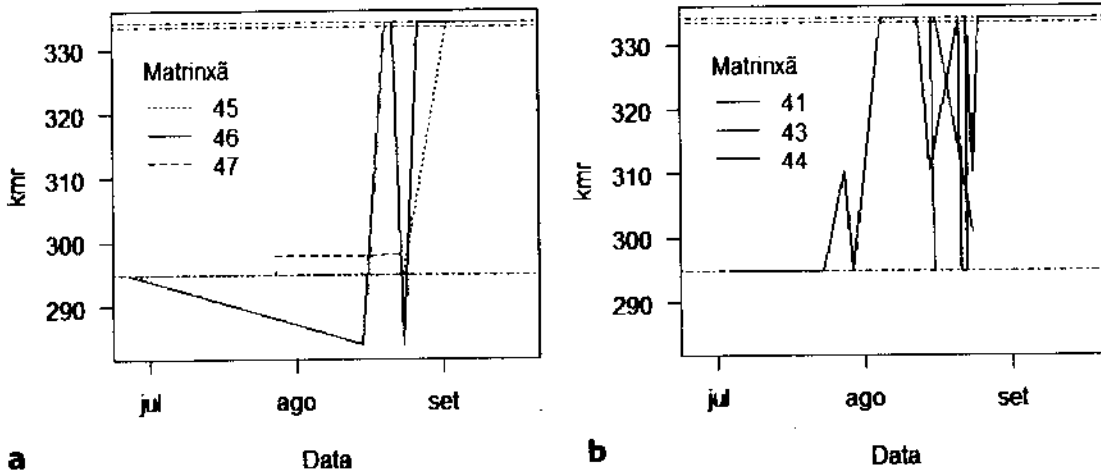 kmr
330
320
310
300
290
Matrinxã
45
46
47
jul
ago
set
Data
a
kmr
330
320
310
300
290
Matrinxã
41
43
44
jul
ago
set
Data
b